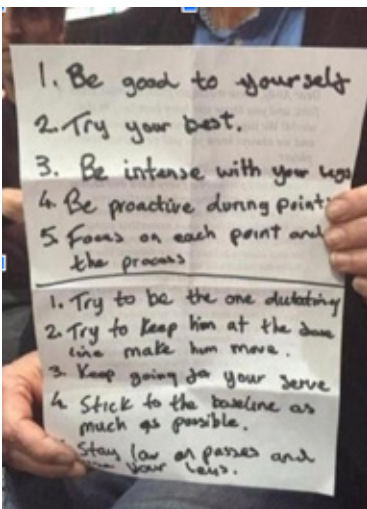 1. Be good to yourself
2. Try your best.
3. Be intense with your legs
4. Be proactive during points
5. Focus on each point and
the process
1. Try to be the one dictating
2. Try to keep him at the base
line make him move.
3. Keep going for your serve
4. Stick to the baseline as
much as possible.
Stay low on passes and
use your legs.